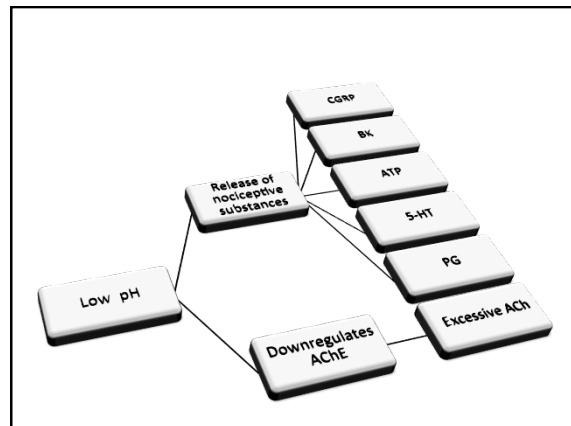 CGRP
BK
ATP
5-HT
PG
Release of
nociceptive
substances
Low pH
Downregulates
AChE
Excessive ACh